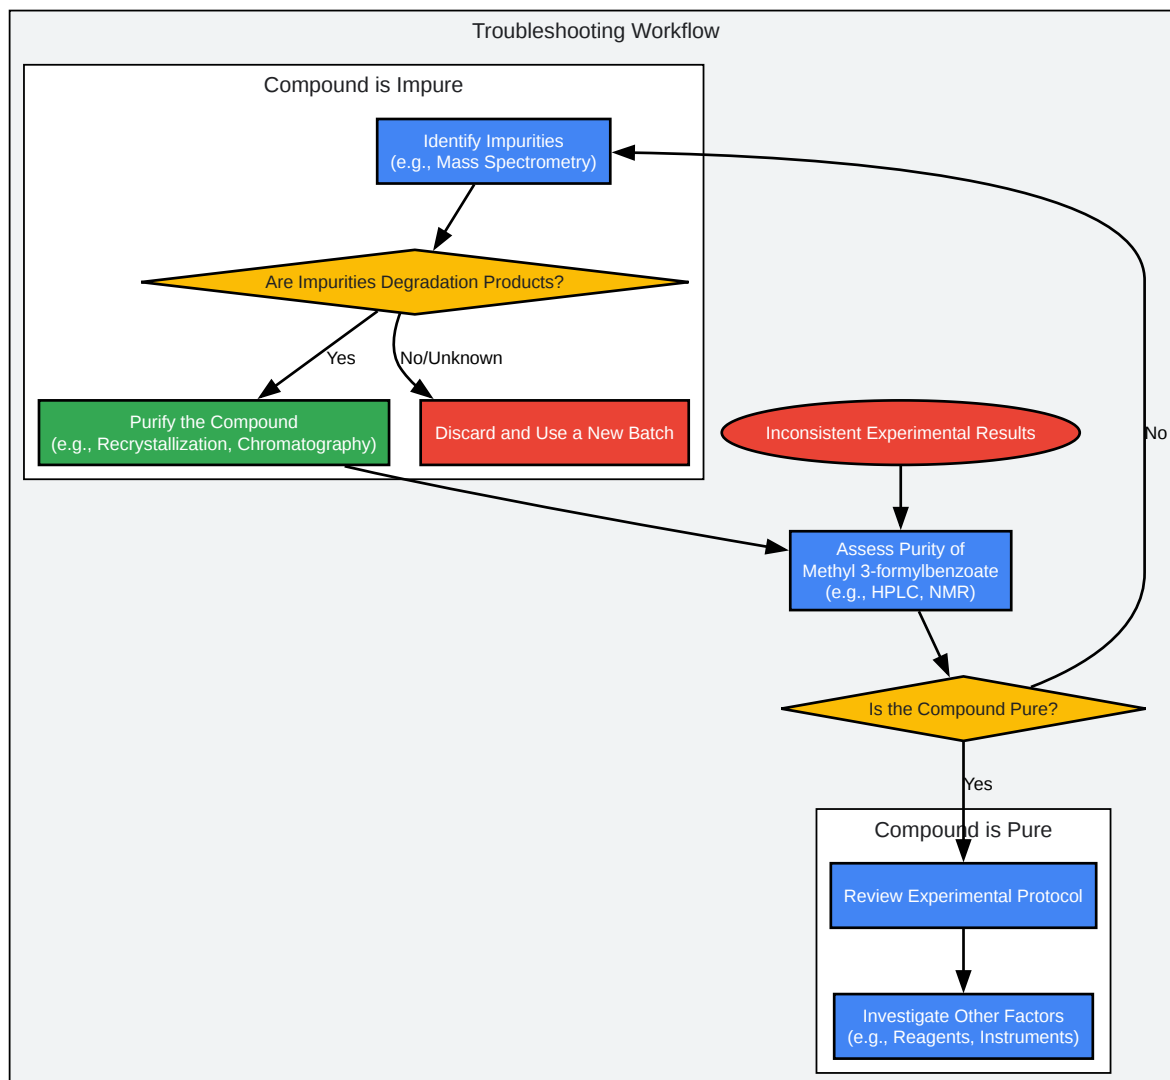 Troubleshooting Workflow
Compound is Impure
Identify Impurities
(e.g., Mass Spectrometry)
Are Impurities Degradation Products?
Yes
No/Unknown
Purify the Compound
(e.g., Recrystallization, Chromatography)
Discard and Use a New Batch
Inconsistent Experimental Results
No
Assess Purity of
Methyl 3-formylbenzoate
(e.g., HPLC, NMR)
Is the Compound Pure?
Yes
Compound is Pure
Review Experimental Protocol
Investigate Other Factors
(e.g., Reagents, Instruments)